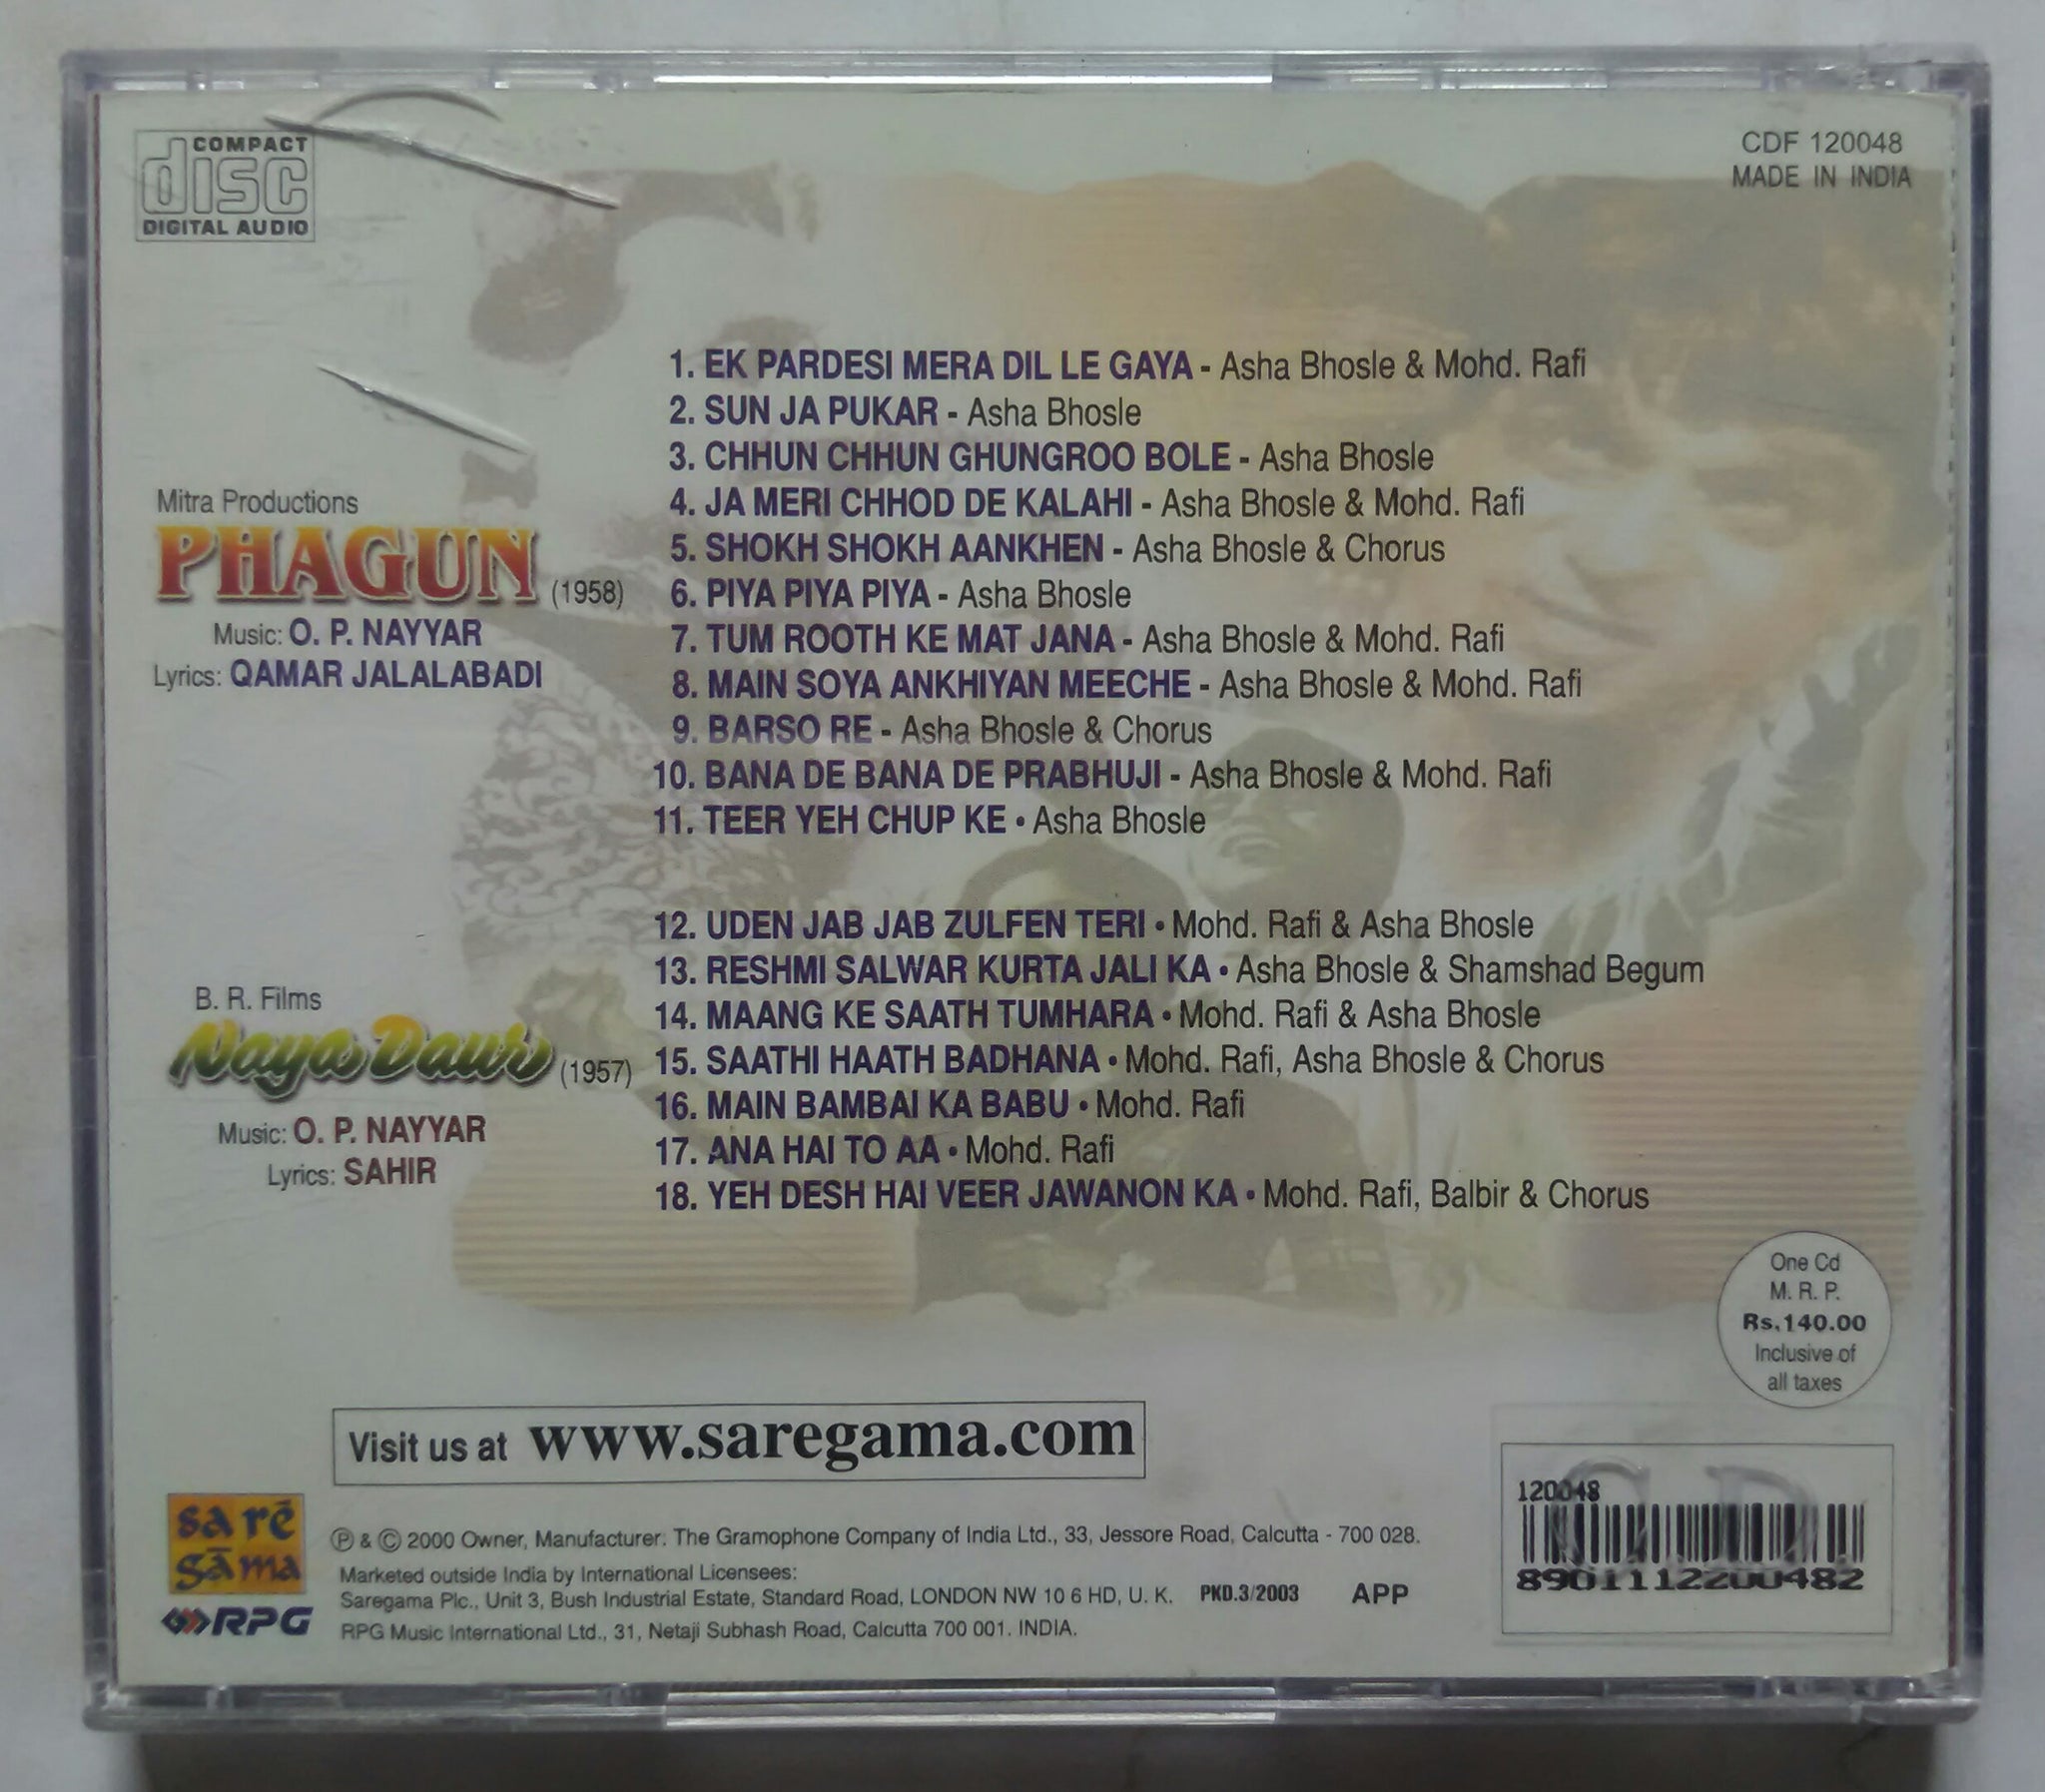 COMPACT
disc
DIGITAL AUDIO
CDF 120048
MADE IN INDIA
Mitra Productions
PHAGUN (1958)
Music: O. P. NAYYAR
Lyrics: QAMAR JALALABADI
1. EK PARDESI MERA DIL LE GAYA - Asha Bhosle & Mohd. Rafi
2. SUN JA PUKAR - Asha Bhosle
3. CHHUN CHHUN GHUNGROO BOLE - Asha Bhosle
4. JA MERI CHHOD DE KALAHI - Asha Bhosle & Mohd. Rafi
5. SHOKH SHOKH AANKHEN - Asha Bhosle & Chorus
6. PIYA PIYA PIYA - Asha Bhosle
7. TUM ROOTH KE MAT JANA - Asha Bhosle & Mohd. Rafi
8. MAIN SOYA ANKHIYAN MEECHE - Asha Bhosle & Mohd. Rafi
9. BARSO RE - Asha Bhosle & Chorus
10. BANA DE BANA DE PRABHUJI - Asha Bhosle & Mohd. Rafi
11. TEER YEH CHUP KE • Asha Bhosle
B. R. Films
Naya Daur (1957)
Music: O. P. NAYYAR
Lyrics: SAHIR
12. UDEN JAB JAB ZULFEN TERI • Mohd. Rafi & Asha Bhosle
13. RESHMI SALWAR KURTA JALI KA • Asha Bhosle & Shamshad Begum
14. MAANG KE SAATH TUMHARA • Mohd. Rafi & Asha Bhosle
15. SAATHI HAATH BADHANA • Mohd. Rafi, Asha Bhosle & Chorus
16. MAIN BAMBAI KA BABU • Mohd. Rafi
17. ANA HAI TO AA • Mohd. Rafi
18. YEH DESH HAI VEER JAWANON KA • Mohd. Rafi, Balbir & Chorus
One Cd
M. R. P.
Rs.140.00
Inclusive of
all taxes
Visit us at www.saregama.com
sa rē
gāma
RPG
℗ & © 2000 Owner, Manufacturer: The Gramophone Company of India Ltd., 33, Jessore Road, Calcutta - 700 028.
Marketed outside India by International Licensees:
Saregama Plc., Unit 3, Bush Industrial Estate, Standard Road, LONDON NW 10 6 HD, U. K. PKD.3/2003 APP
RPG Music International Ltd., 31, Netaji Subhash Road, Calcutta 700 001. INDIA.
CD
120048
8901112200482